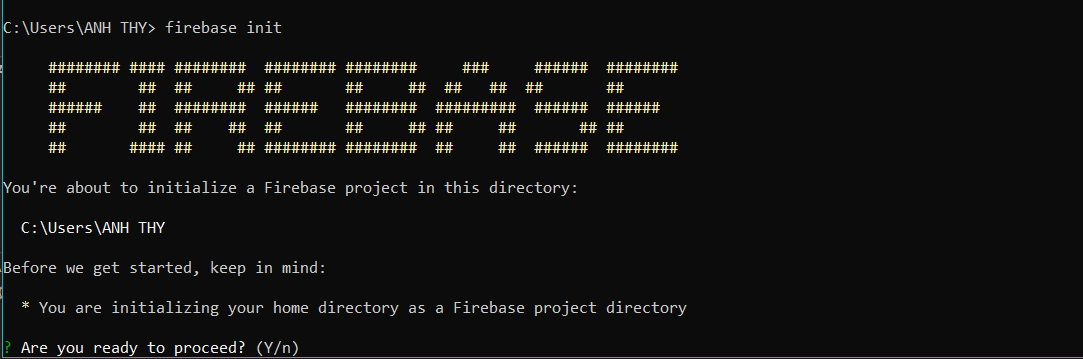 C:\Users\ANH THY> firebase init
FIREBASE
You're about to initialize a Firebase project in this directory:
C:\Users\ANH THY
Before we get started, keep in mind:
* You are initializing your home directory as a Firebase project directory
? Are you ready to proceed? (Y/n)